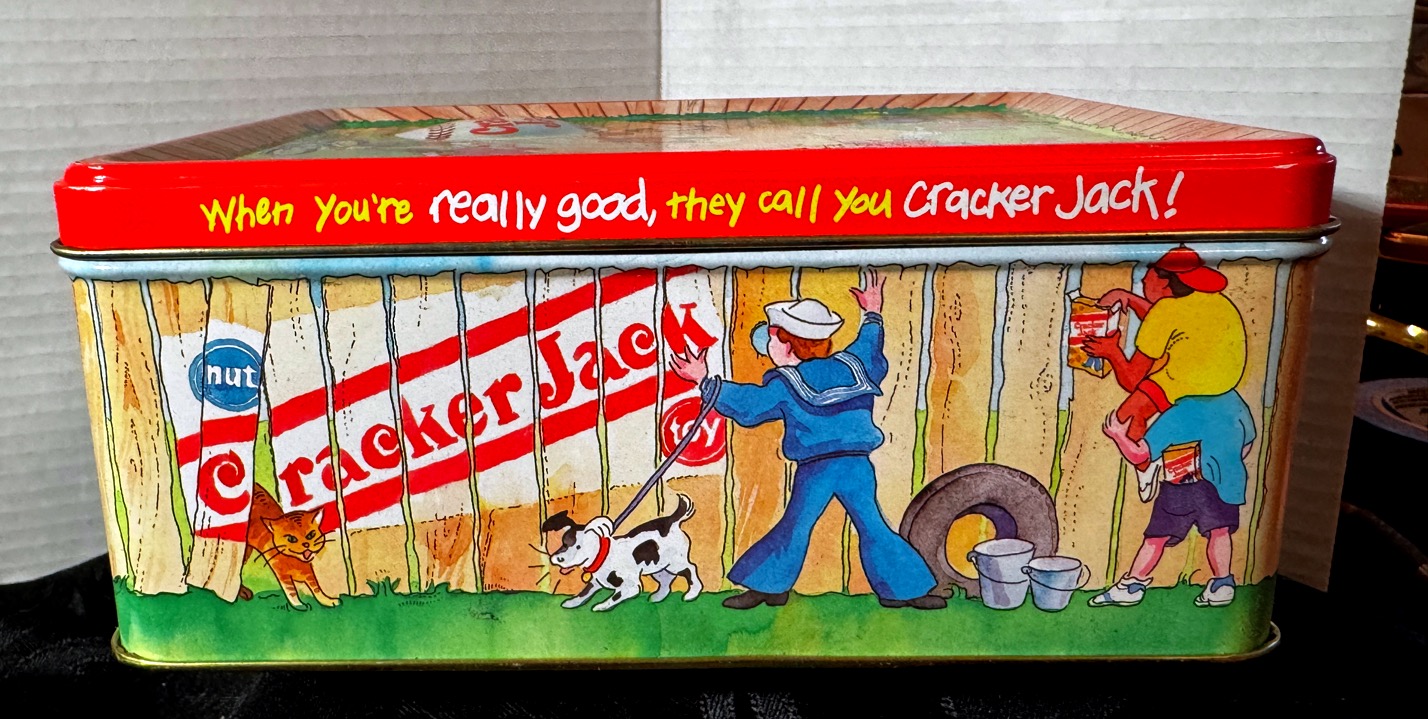 When you're really good, they call you Cracker Jack!
nut
Cracker Jack
toy